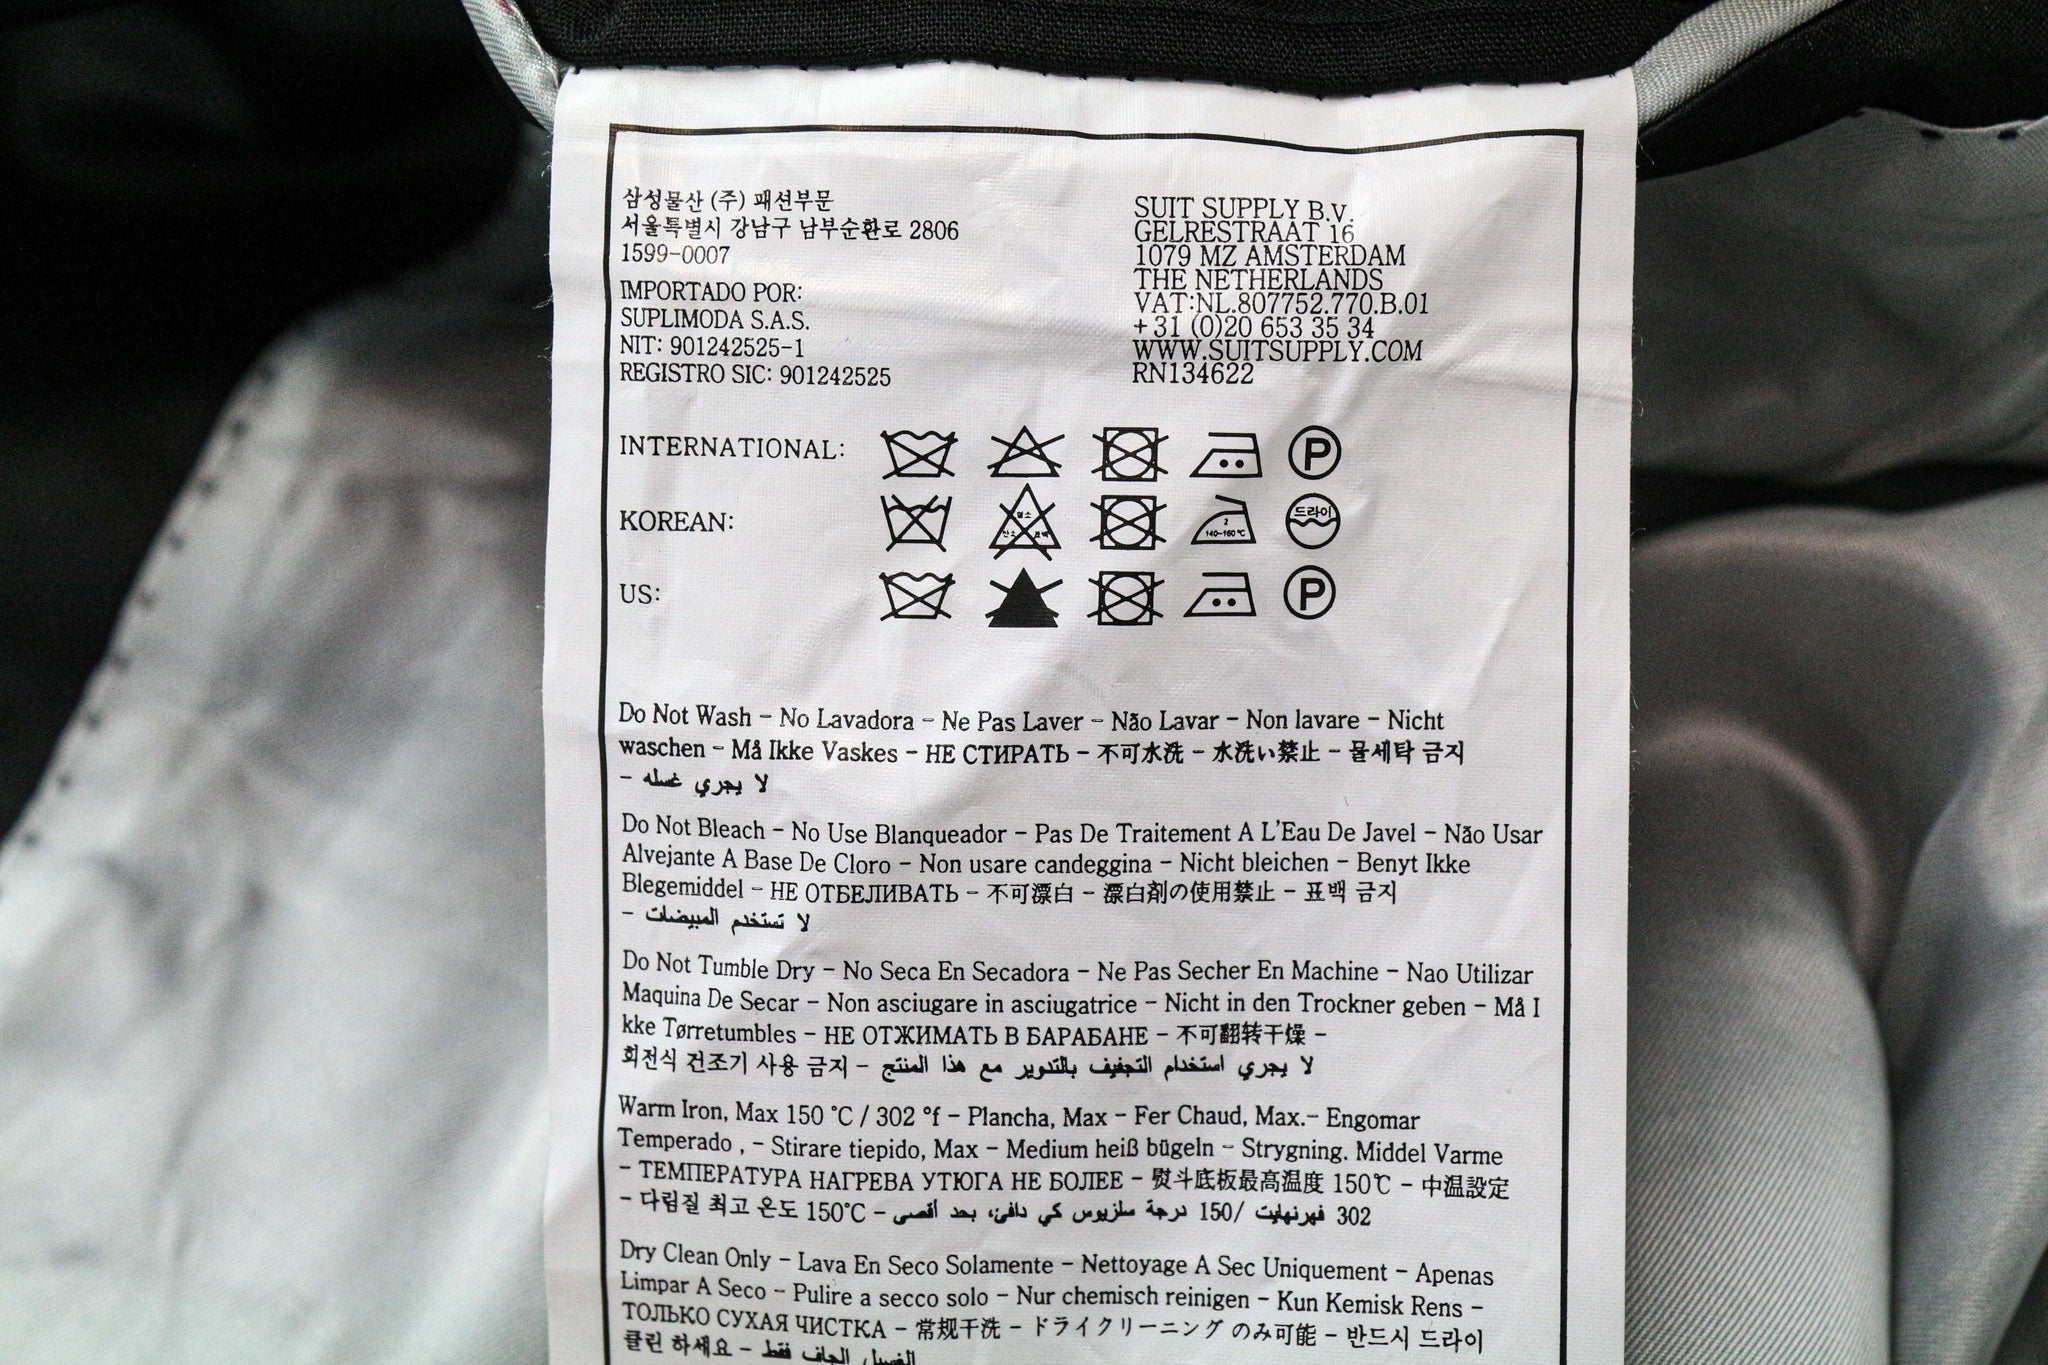 삼성물산 (주) 패션부문
서울특별시 강남구 남부순환로 2806
1599-0007
IMPORTADO POR:
SUPLIMODA S.A.S.
NIT: 901242525-1
REGISTRO SIC: 901242525
SUIT SUPPLY B.V.
GELRESTRAAT 16
1079 MZ AMSTERDAM
THE NETHERLANDS
VAT:NL.807752.770.B.01
+31 (0)20 653 35 34
WWW.SUITSUPPLY.COM
RN134622
INTERNATIONAL: P
KOREAN: 염소 산소 표백 2 140-160℃ 드라이
US: P
Do Not Wash - No Lavadora - Ne Pas Laver - Não Lavar - Non lavare - Nicht
waschen - Må Ikke Vaskes - НЕ СТИРАТЬ - 不可水洗 - 水洗い禁止 - 물세탁 금지
- لا يجري غسله
Do Not Bleach - No Use Blanqueador - Pas De Traitement A L'Eau De Javel - Não Usar
Alvejante A Base De Cloro - Non usare candeggina - Nicht bleichen - Benyt Ikke
Blegemiddel - НЕ ОТБЕЛИВАТЬ - 不可漂白 - 漂白剤の使用禁止 - 표백 금지
- لا تستخدم المبيضات
Do Not Tumble Dry - No Seca En Secadora - Ne Pas Secher En Machine - Nao Utilizar
Maquina De Secar - Non asciugare in asciugatrice - Nicht in den Trockner geben - Må I
kke Tørretumbles - НЕ ОТЖИМАТЬ В БАРАБАНЕ - 不可翻转干燥 -
회전식 건조기 사용 금지 - لا يجري استخدام التجفيف بالتدوير مع هذا المنتج
Warm Iron, Max 150 °C / 302 °f - Plancha, Max - Fer Chaud, Max.- Engomar
Temperado , - Stirare tiepido, Max - Medium heiß bügeln - Strygning. Middel Varme
- ТЕМПЕРАТУРА НАГРЕВА УТЮГА НЕ БОЛЕЕ - 熨斗底板最高温度 150℃ - 中温設定
- 다림질 최고 온도 150°C - 302 فهرنهايت /150 درجة سلزيوس كي دافئ، بحد أقصى
Dry Clean Only - Lava En Seco Solamente - Nettoyage A Sec Uniquement - Apenas
Limpar A Seco - Pulire a secco solo - Nur chemisch reinigen - Kun Kemisk Rens -
ТОЛЬКО СУХАЯ ЧИСТКА - 常规干洗 - ドライクリーニング のみ可能 - 반드시 드라이
클린 하세요 - الغسيل الجاف فقط